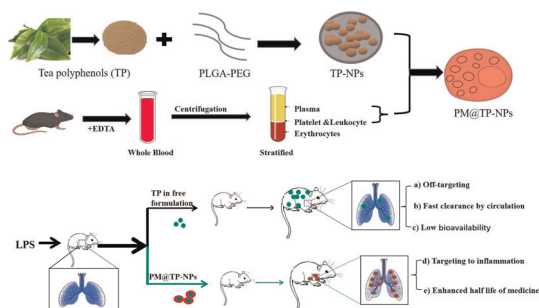 Tea polyphenols (TP)
PLGA-PEG
TP-NPs
PM@TP-NPs
+EDTA
Whole Blood
Centrifugation
Plasma
Platelet &Leukocyte
Erythrocytes
Stratified
LPS
TP in free
formulation
a) Off-targeting
b) Fast clearance by circulation
c) Low bioavailability
PM@TP-NPs
d) Targeting to inflammation
e) Enhanced half life of medicine